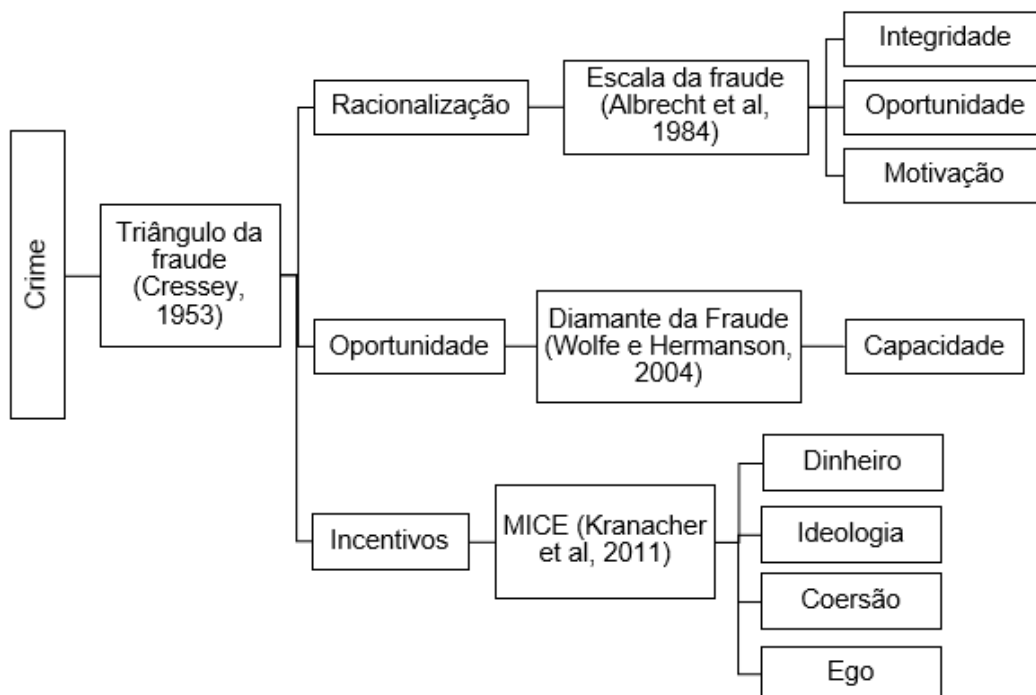 Crime
Triângulo da
fraude
(Cressey,
1953)
Racionalização
Escala da fraude
(Albrecht et al,
1984)
Integridade
Oportunidade
Motivação
Oportunidade
Diamante da Fraude
(Wolfe e Hermanson,
2004)
Capacidade
Incentivos
MICE (Kranacher
et al, 2011)
Dinheiro
Ideologia
Coersão
Ego